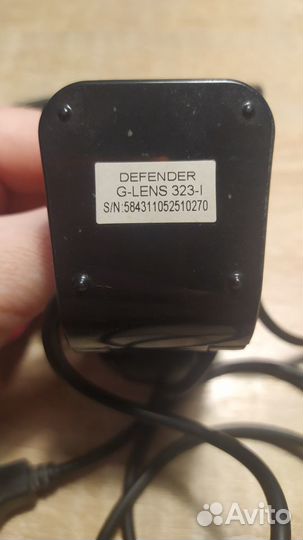 DEFENDER
G-LENS 323-I
S/N:584311052510270
Avito